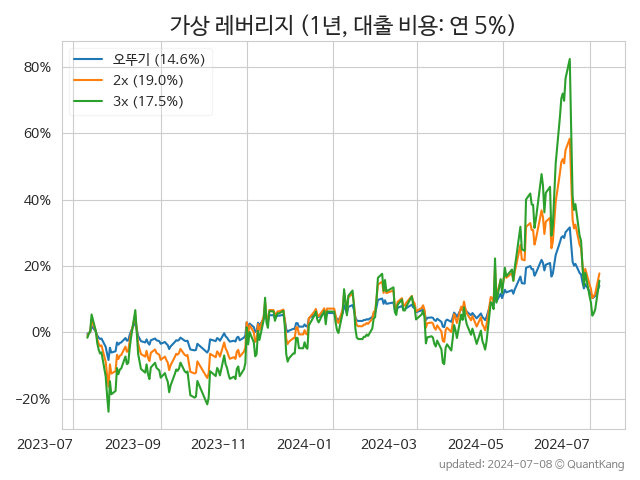 가상 레버리지 (1년, 대출 비용: 연 5%)
오뚜기 (14.6%)
2x (19.0%)
3x (17.5%)
80%
60%
40%
20%
0%
−20%
2023-07
2023-09
2023-11
2024-01
2024-03
2024-05
2024-07
updated: 2024-07-08 © QuantKang